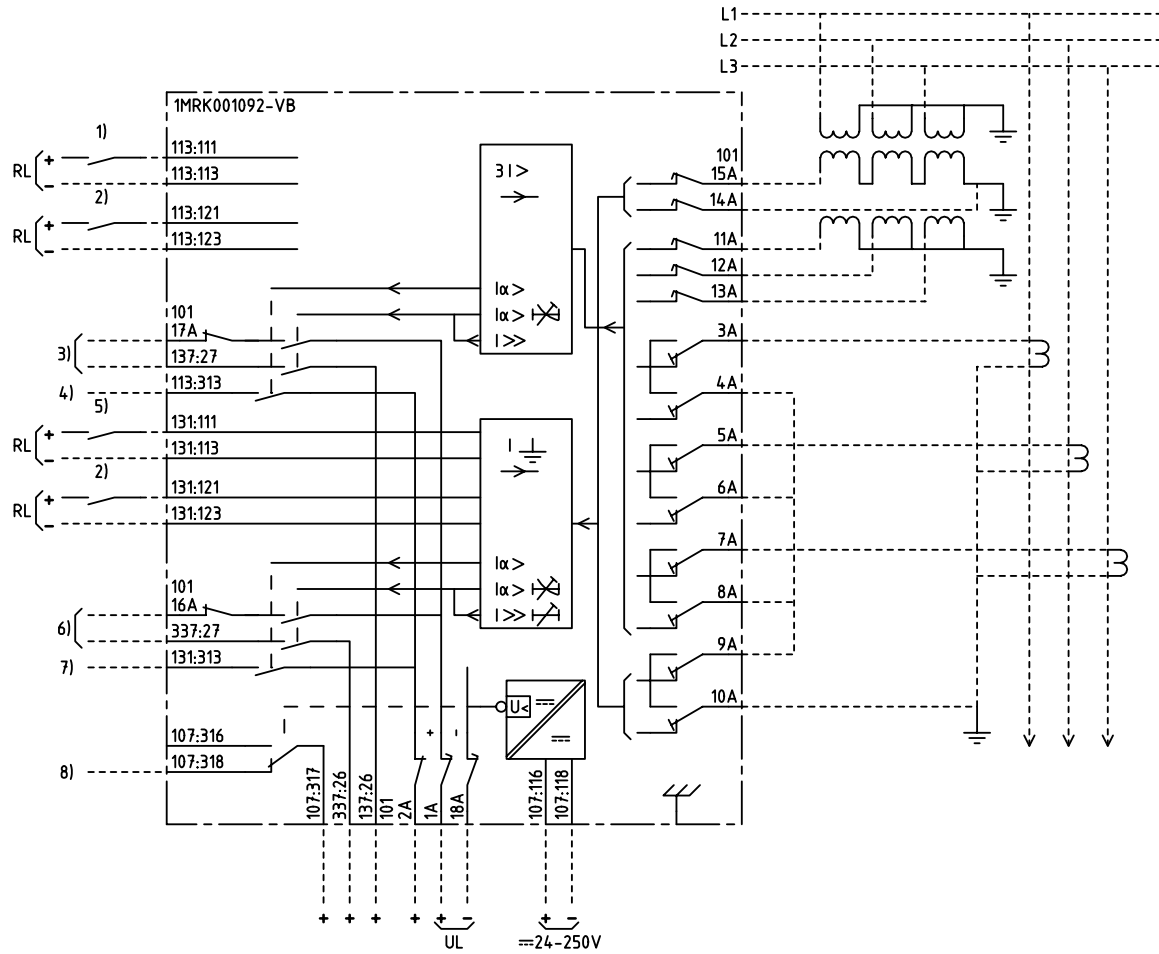 L1
L2
L3
1MRK001092-VB
1)
RL + 113:111
- 113:113
2)
RL + 113:121
- 113:123
3I>
Iα>
Iα>
I>>
101
15A
14A
11A
12A
13A
101
3) 17A
137:27
4) 113:313
5)
RL + 131:111
- 131:113
2)
RL + 131:121
- 131:123
I
Iα>
Iα>
I>>
3A
4A
5A
6A
7A
8A
9A
10A
101
6) 16A
337:27
7) 131:313
U<
+ -
107:316
8) 107:318
107:317
337:26
137:26
101
2A
1A
18A
107:116
107:118
+ + + + + - + -
UL
24-250V